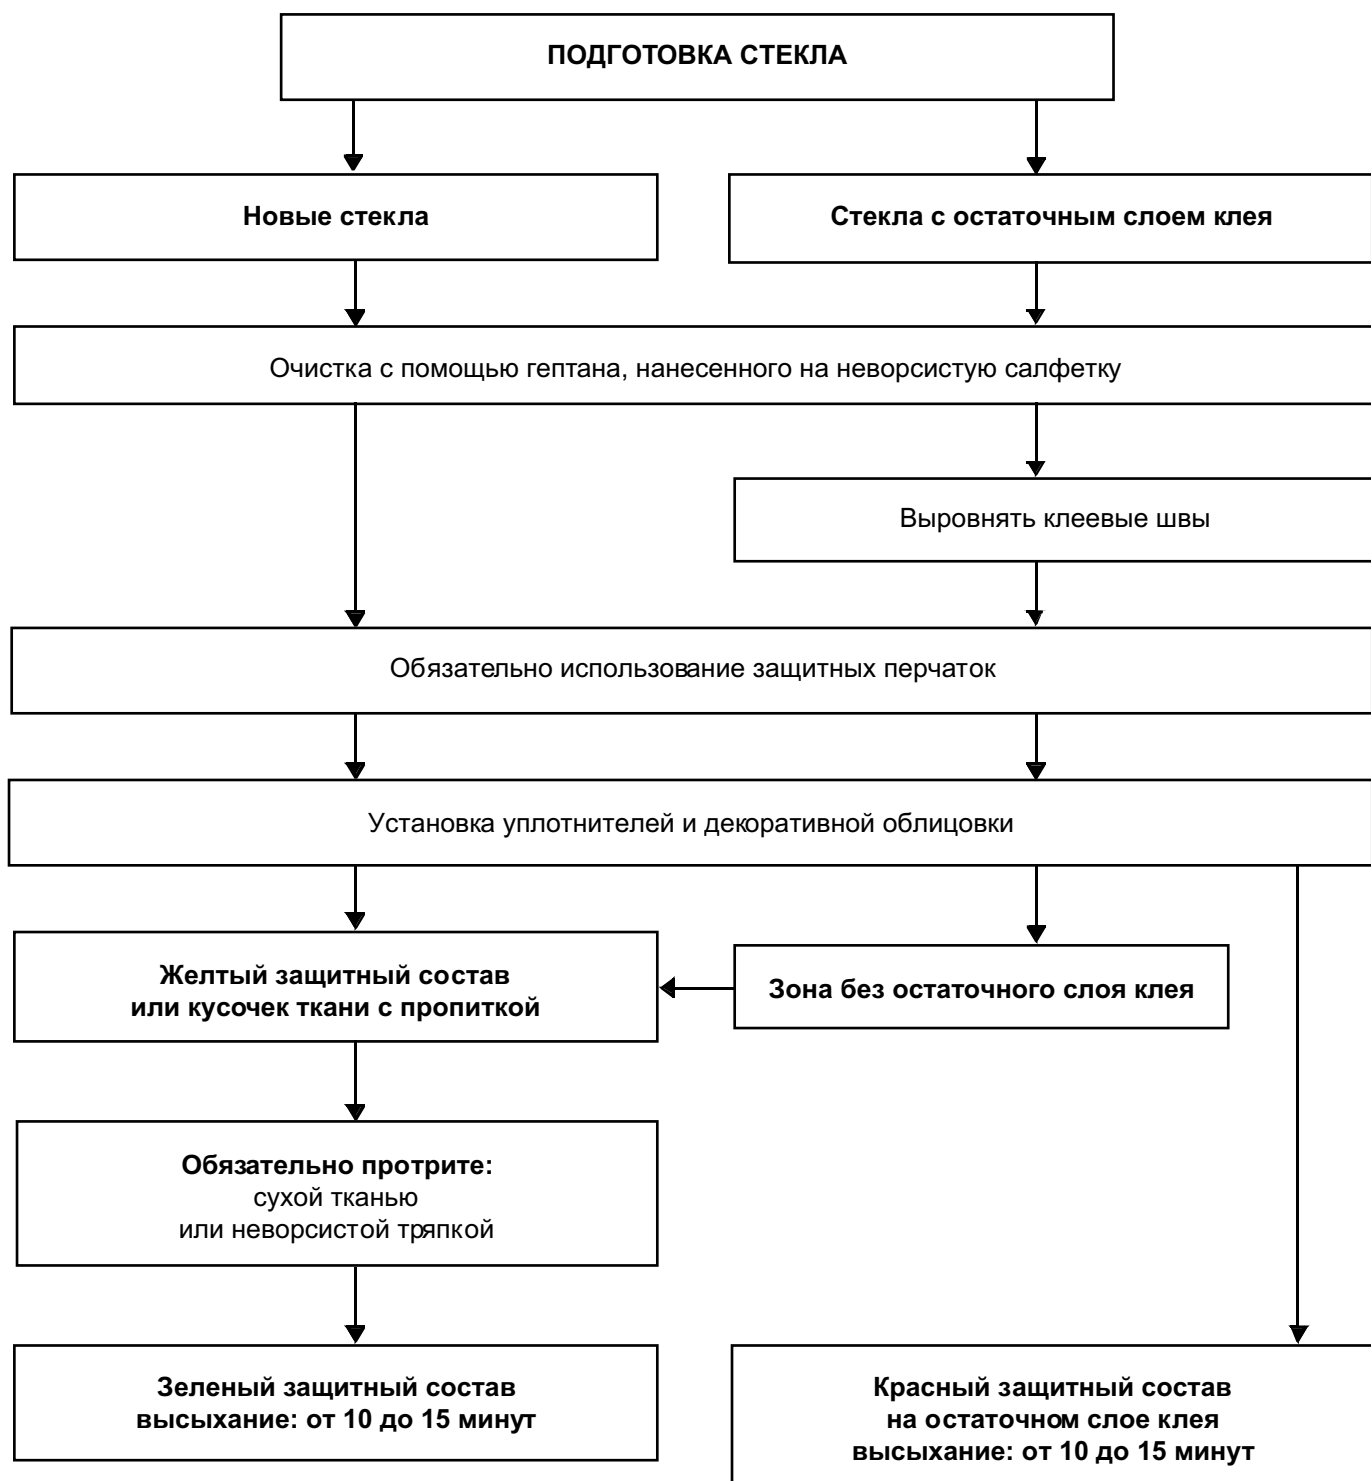 ПОДГОТОВКА СТЕКЛА
Новые стекла
Стекла с остаточным слоем клея
Очистка с помощью гептана, нанесенного на неворсистую салфетку
Выровнять клеевые швы
Обязательно использование защитных перчаток
Установка уплотнителей и декоративной облицовки
Желтый защитный состав
или кусочек ткани с пропиткой
Зона без остаточного слоя клея
Обязательно протрите:
сухой тканью
или неворсистой тряпкой
Зеленый защитный состав
высыхание: от 10 до 15 минут
Красный защитный состав
на остаточном слое клея
высыхание: от 10 до 15 минут